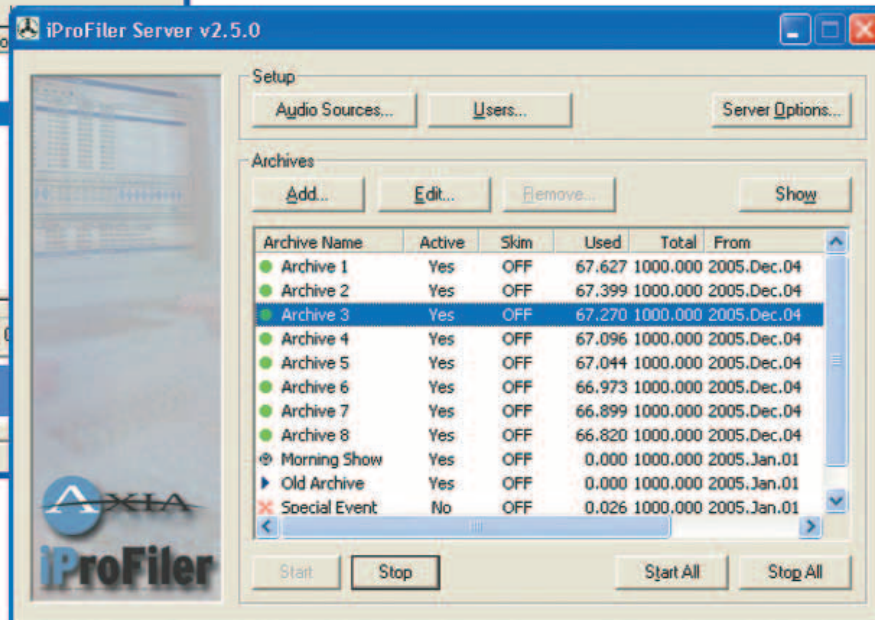 iProFiler Server v2.5.0
Setup
Audio Sources... Users... Server Options...
Archives
Add... Edit... Remove... Show
Archive Name Active Skim Used Total From
Archive 1 Yes OFF 67.627 1000.000 2005.Dec.04
Archive 2 Yes OFF 67.399 1000.000 2005.Dec.04
Archive 3 Yes OFF 67.270 1000.000 2005.Dec.04
Archive 4 Yes OFF 67.096 1000.000 2005.Dec.04
Archive 5 Yes OFF 67.044 1000.000 2005.Dec.04
Archive 6 Yes OFF 66.973 1000.000 2005.Dec.04
Archive 7 Yes OFF 66.899 1000.000 2005.Dec.04
Archive 8 Yes OFF 66.820 1000.000 2005.Dec.04
Morning Show Yes OFF 0.000 1000.000 2005.Jan.01
Old Archive Yes OFF 0.000 1000.000 2005.Jan.01
Special Event No OFF 0.026 1000.000 2005.Jan.01
AXIA
iProFiler
Start Stop Start All Stop All